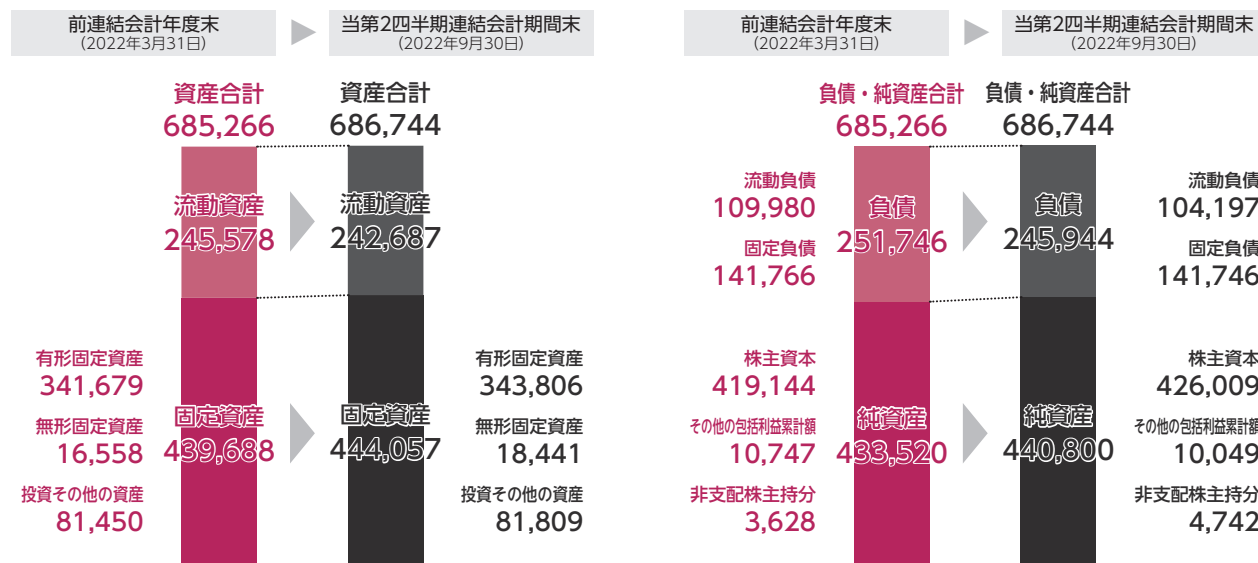 前連結会計年度末
(2022年3月31日)
当第2四半期連結会計期間末
(2022年9月30日)
資産合計
685,266
資産合計
686,744
流動資産
245,578
流動資産
242,687
有形固定資産
341,679
無形固定資産
16,558
投資その他の資産
81,450
固定資産
439,688
固定資産
444,057
有形固定資産
343,806
無形固定資産
18,441
投資その他の資産
81,809
前連結会計年度末
(2022年3月31日)
当第2四半期連結会計期間末
(2022年9月30日)
負債・純資産合計
685,266
負債・純資産合計
686,744
流動負債
109,980
固定負債
141,766
負債
251,746
負債
245,944
流動負債
104,197
固定負債
141,746
株主資本
419,144
その他の包括利益累計額
10,747
非支配株主持分
3,628
純資産
433,520
純資産
440,800
株主資本
426,009
その他の包括利益累計額
10,049
非支配株主持分
4,742